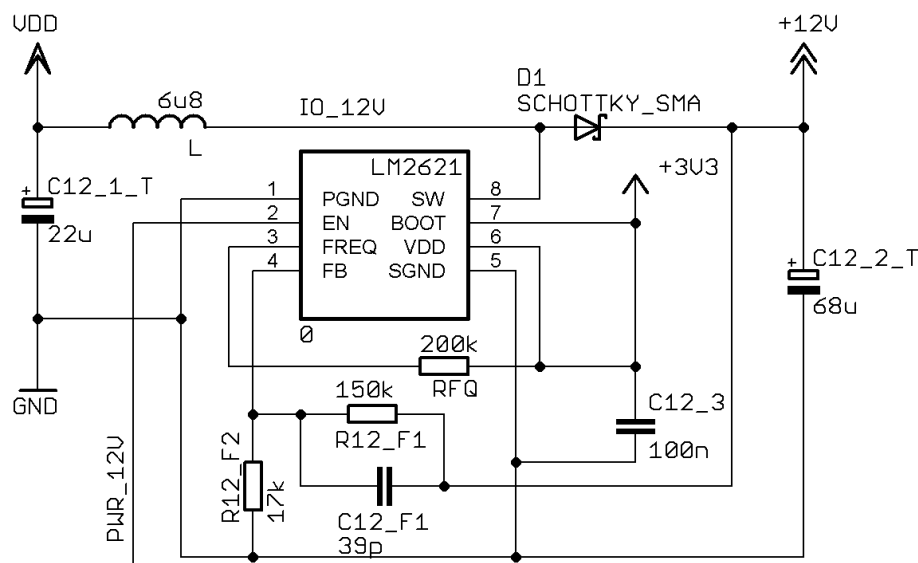 VDD
+12V
6u8
IO_12V
D1
SCHOTTKY_SMA
L
LM2621
+3V3
C12_1_T
+
22u
1
PGND
SW
8
2
EN
BOOT
7
3
FREQ
VDD
6
4
FB
SGND
5
+
C12_2_T
68u
0
200k
RFQ
GND
150k
R12_F1
C12_3
100n
PWR_12V
R12_F2
17k
C12_F1
39p